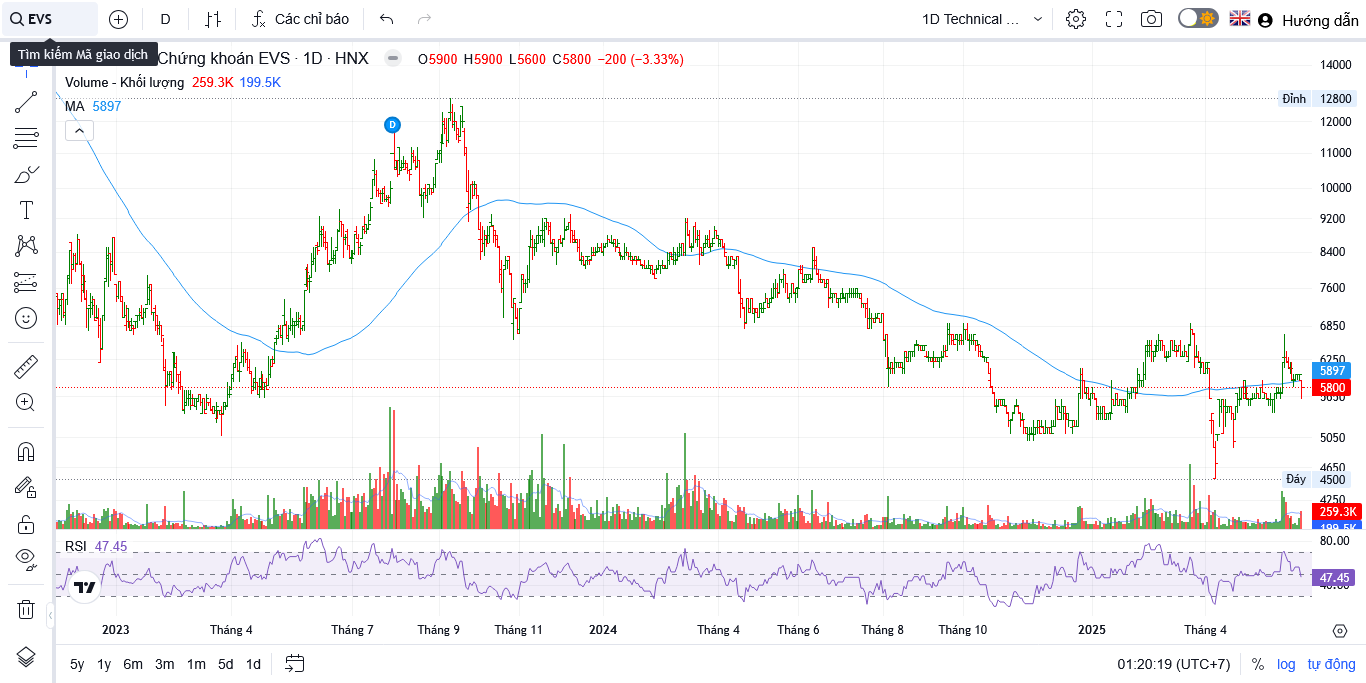 EVS D Các chỉ báo 1D Technical ... Hướng dẫn
Tìm kiếm Mã giao dịch
Chứng khoán EVS · 1D · HNX O5900 H5900 L5600 C5800 −200 (−3.33%)
Volume - Khối lượng 259.3K 199.5K
MA 5897
D
14000
Đỉnh 12800
12000
11000
10000
9200
8400
7600
6850
6250
5897
5800
5650
5050
4650
Đáy 4500
4250
259.3K
199.5K
RSI 47.45
80.00
47.45
40.00
2023 Tháng 4 Tháng 7 Tháng 9 Tháng 11 2024 Tháng 4 Tháng 6 Tháng 8 Tháng 10 2025 Tháng 4
5y 1y 6m 3m 1m 5d 1d 01:20:19 (UTC+7) % log tự động